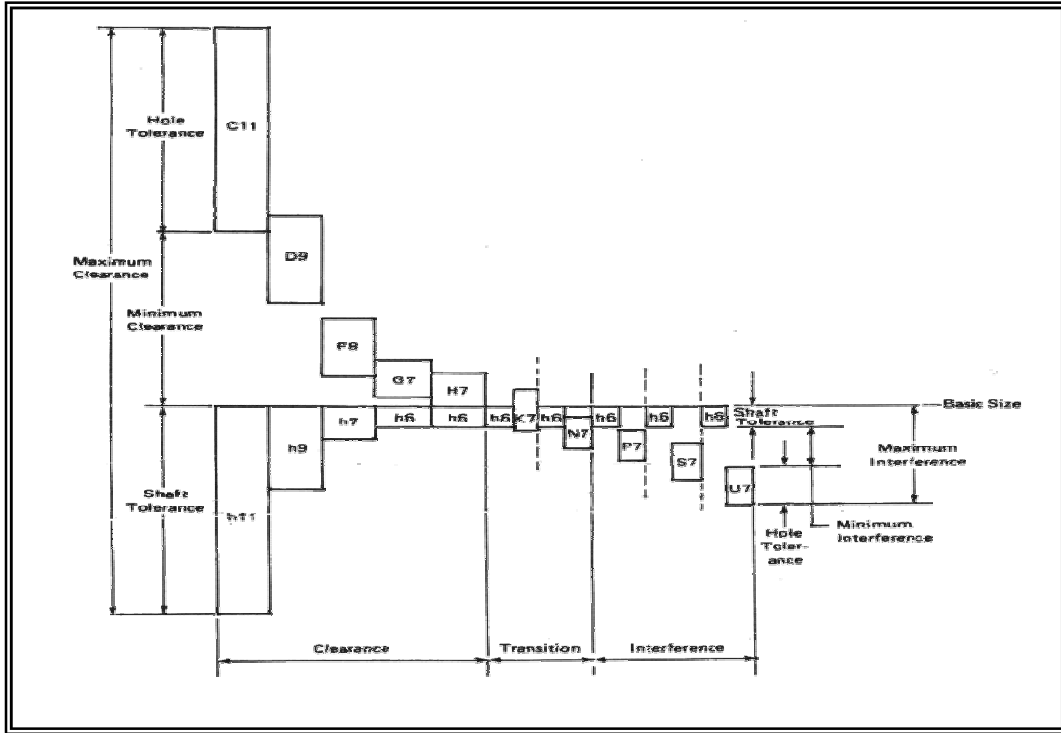 Hole
Tolerance
C11
Maximum
Clearance
D9
Minimum
Clearance
F8
G7
H7
h11
h9
h7
h6
h6
h6
K7
h6
N7
h6
P7
h6
S7
h6
U7
Basic Size
Shaft
Tolerance
Maximum
Interference
Shaft
Tolerance
Minimum
Interference
Hole
Toler-
ance
Clearance
Transition
Interference